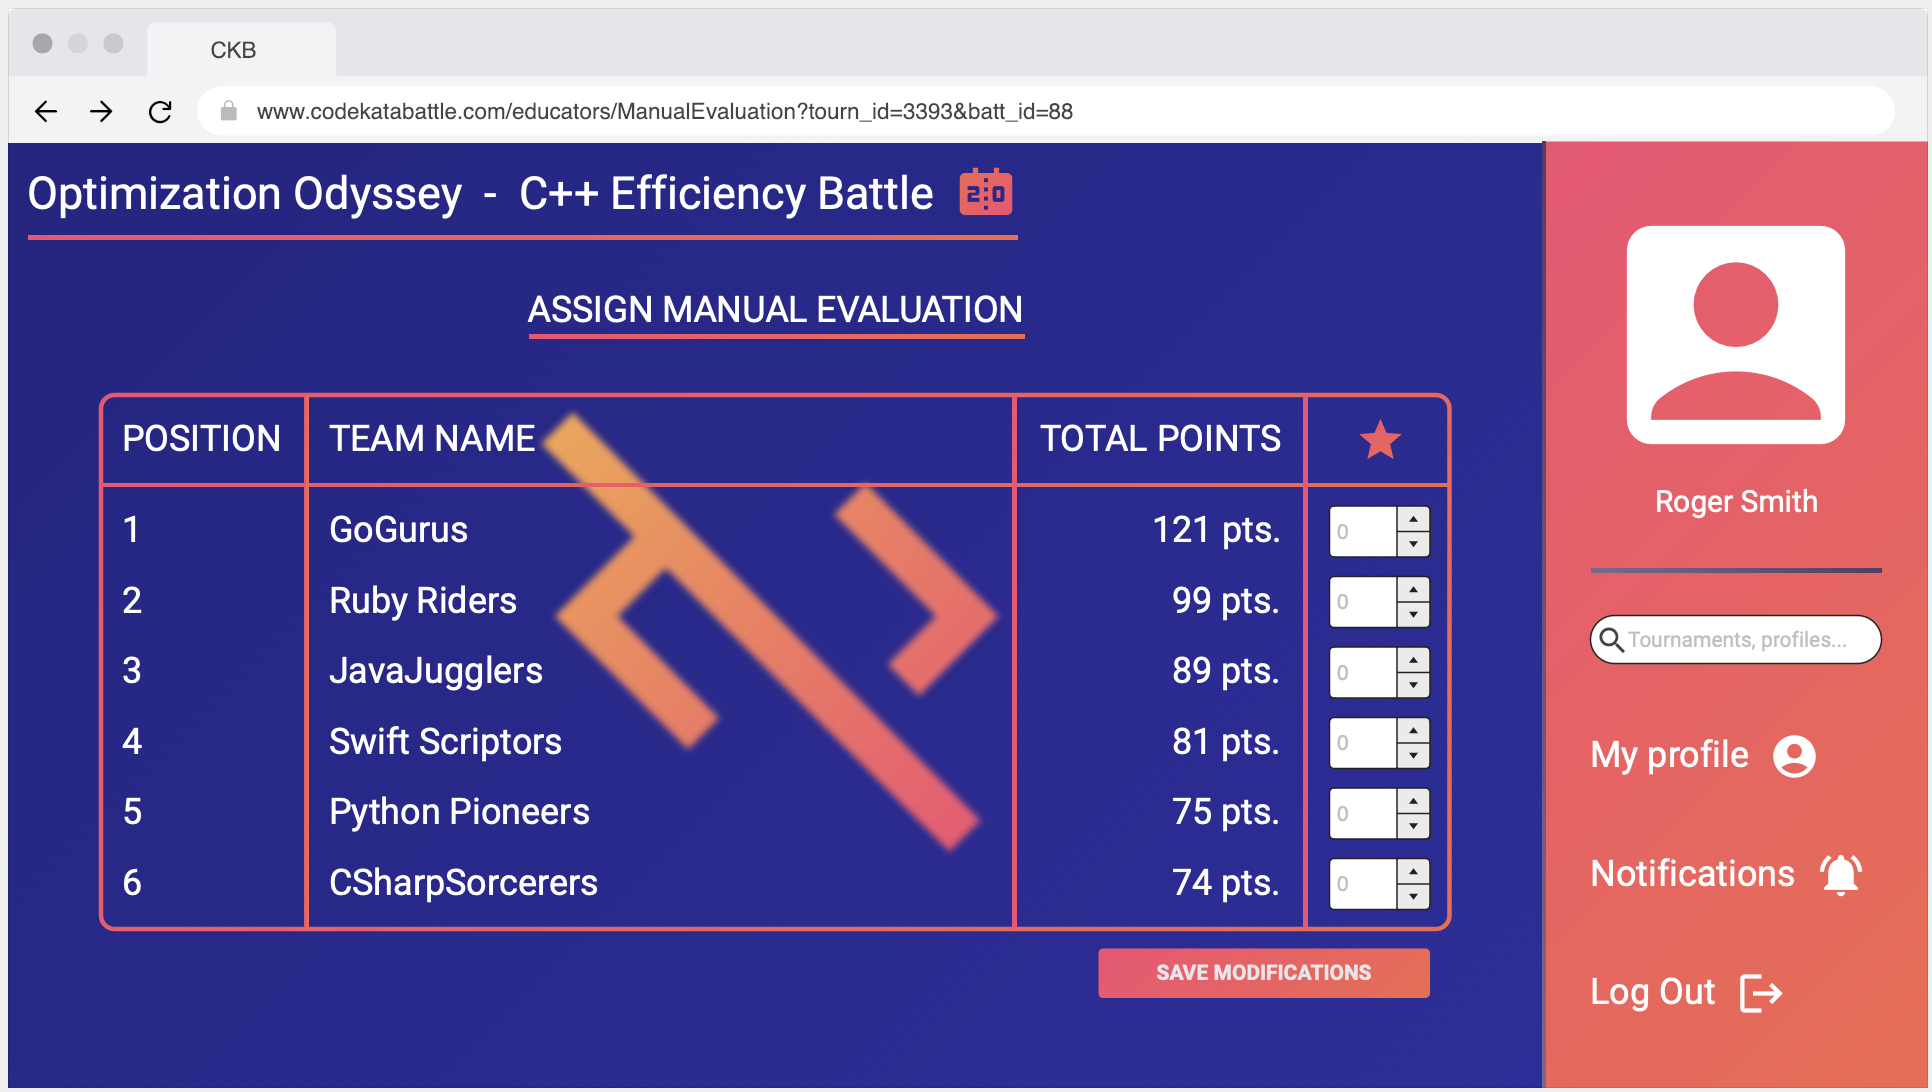 CKB
www.codekatabattle.com/educators/ManualEvaluation?tourn_id=3393&batt_id=88
Optimization Odyssey - C++ Efficiency Battle 2:0
ASSIGN MANUAL EVALUATION
POSITION TEAM NAME TOTAL POINTS
1 GoGurus 121 pts. 0
2 Ruby Riders 99 pts. 0
3 JavaJugglers 89 pts. 0
4 Swift Scriptors 81 pts. 0
5 Python Pioneers 75 pts. 0
6 CSharpSorcerers 74 pts. 0
SAVE MODIFICATIONS
Roger Smith
Tournaments, profiles...
My profile
Notifications
Log Out